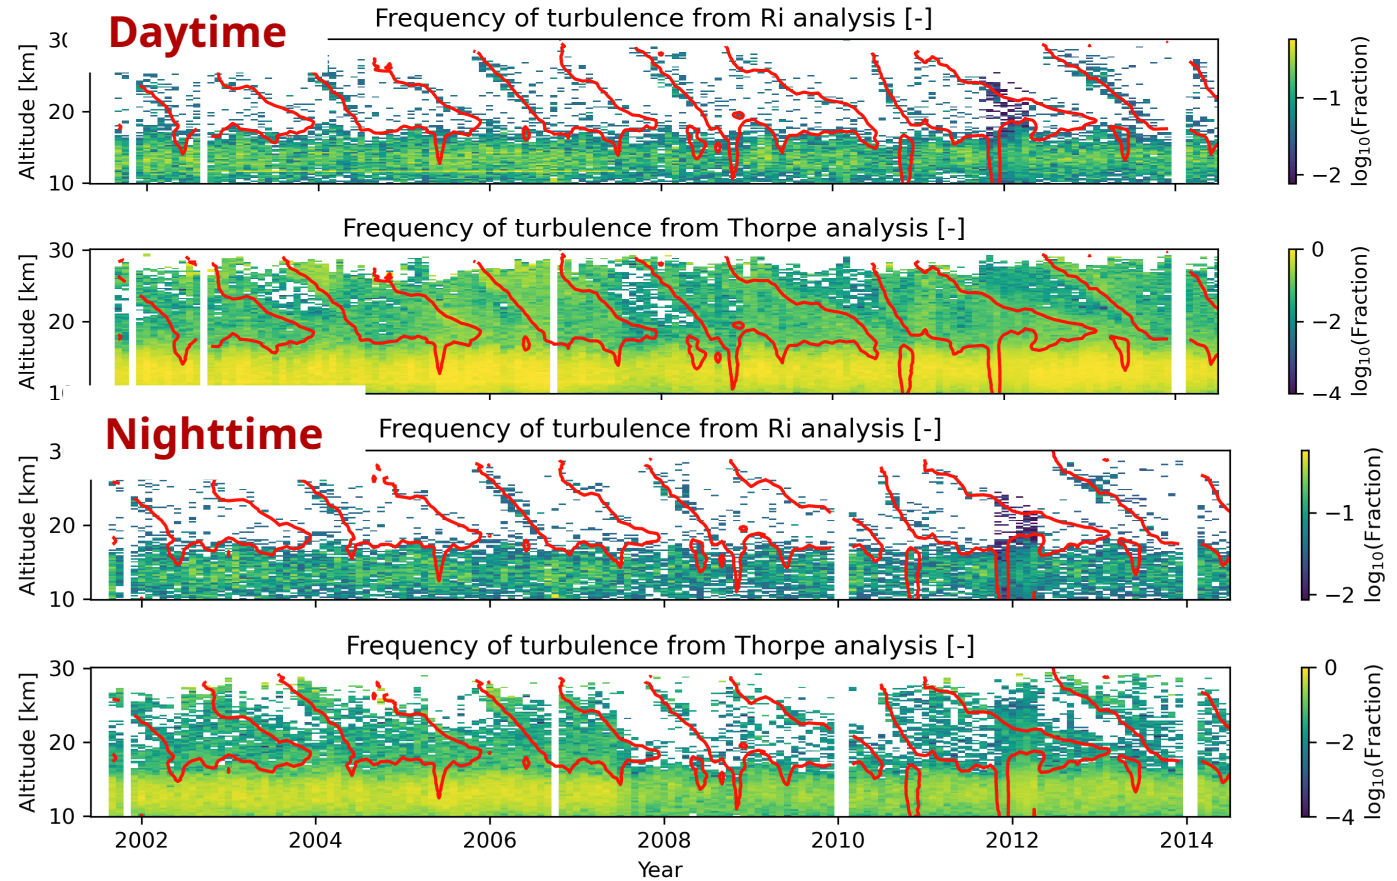 Daytime
Frequency of turbulence from Ri analysis [-]
Altitude [km]
20
10
−1
−2
log10(Fraction)
Frequency of turbulence from Thorpe analysis [-]
Altitude [km]
30
20
0
−2
−4
log10(Fraction)
Nighttime
Frequency of turbulence from Ri analysis [-]
Altitude [km]
3
20
10
−1
−2
log10(Fraction)
Frequency of turbulence from Thorpe analysis [-]
Altitude [km]
30
20
10
0
−2
−4
log10(Fraction)
2002 2004 2006 2008 2010 2012 2014
Year